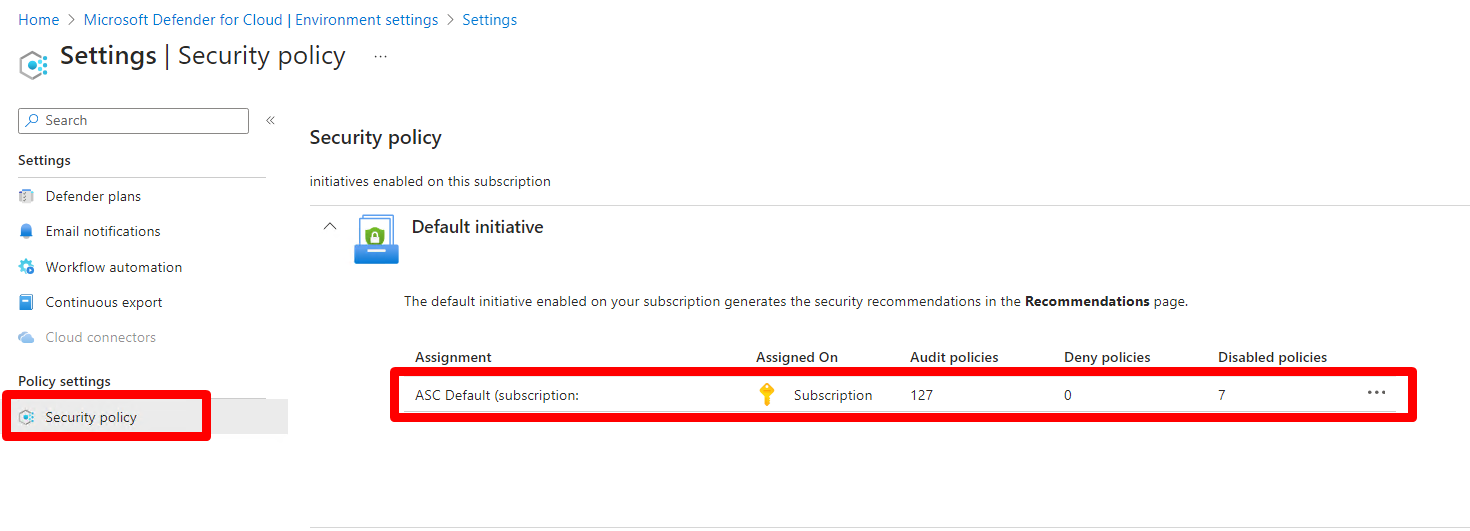 Home > Microsoft Defender for Cloud | Environment settings > Settings
Settings | Security policy ...
Search «
Settings
Defender plans
Email notifications
Workflow automation
Continuous export
Cloud connectors
Policy settings
Security policy
Security policy
initiatives enabled on this subscription
Default initiative
The default initiative enabled on your subscription generates the security recommendations in the Recommendations page.
Assignment Assigned On Audit policies Deny policies Disabled policies
ASC Default (subscription: Subscription 127 0 7 ...